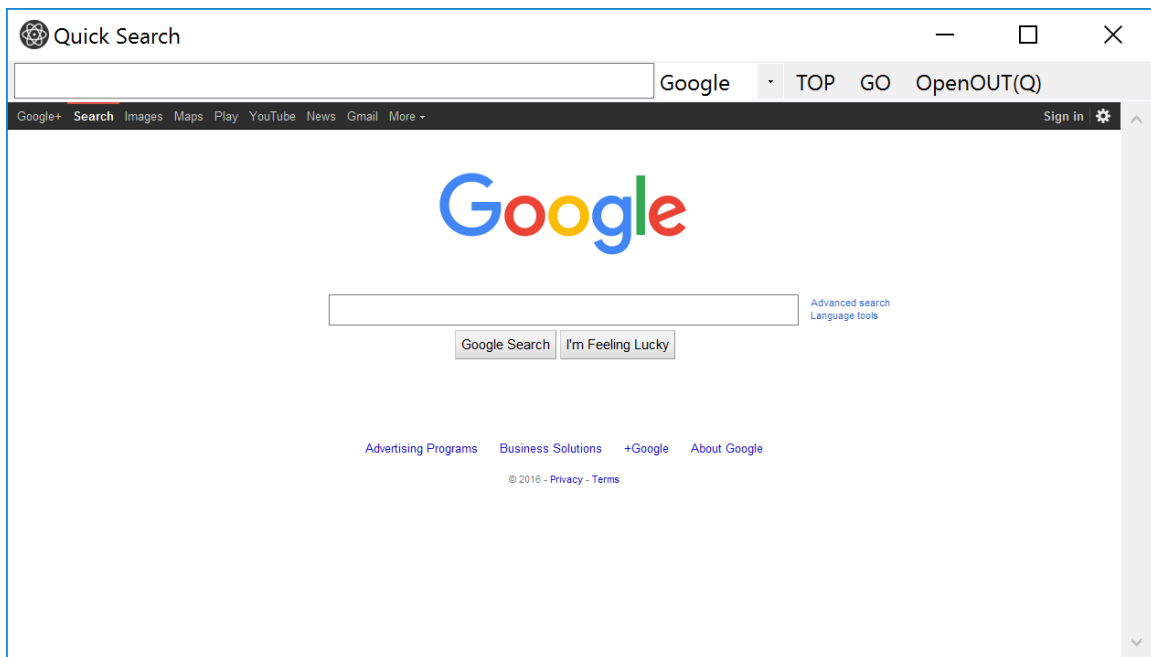 Quick Search
Google TOP GO OpenOUT(Q)
Google+ Search Images Maps Play YouTube News Gmail More Sign in
Google
Advanced search
Language tools
Google Search I'm Feeling Lucky
Advertising Programs Business Solutions +Google About Google
© 2016 - Privacy - Terms